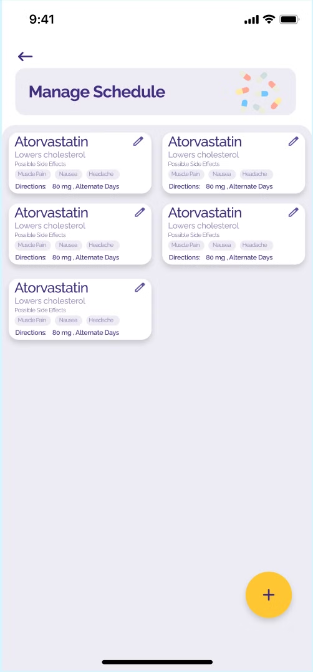 9:41
Manage Schedule
Atorvastatin
Lowers cholesterol
Possible Side Effects
Muscle Pain Nausea Headache
Directions: 80 mg , Alternate Days
Atorvastatin
Lowers cholesterol
Possible Side Effects
Muscle Pain Nausea Headache
Directions: 80 mg , Alternate Days
Atorvastatin
Lowers cholesterol
Possible Side Effects
Muscle Pain Nausea Headache
Directions: 80 mg , Alternate Days
Atorvastatin
Lowers cholesterol
Possible Side Effects
Muscle Pain Nausea Headache
Directions: 80 mg , Alternate Days
Atorvastatin
Lowers cholesterol
Possible Side Effects
Muscle Pain Nausea Headache
Directions: 80 mg , Alternate Days
+